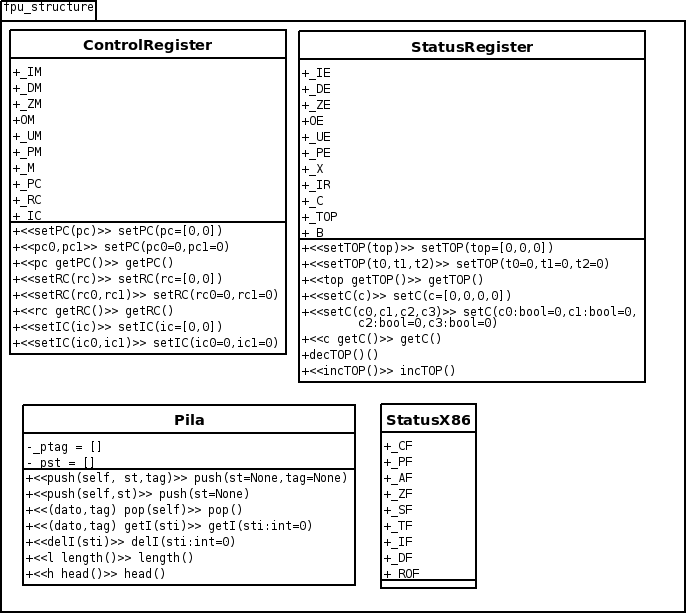 fpu_structure
ControlRegister
+_IM
+_DM
+_ZM
+OM
+_UM
+_PM
+_M
+_PC
+_RC
+_IC
+<<setPC(pc)>> setPC(pc=[0,0])
+<<pc0,pc1> setPC(pc0=0,pc1=0)
+<<pc getPC()>> getPC()
+<<setRC(rc)>> setRC(rc=[0,0])
+<<setRC(rc0,rc1)>> setRC(rc0=0,rc1=0)
+<<rc getRC()>> getRC()
+<<setIC(ic)>> setIC(ic=[0,0])
+<<setIC(ic0,ic1)>> setIC(ic0=0,ic1=0)
StatusRegister
+_IE
+_DE
+_ZE
+OE
+_UE
+_PE
+_X
+_IR
+_C
+_TOP
+_B
+<<setTOP(top)>> setTOP(top=[0,0,0])
+<<setTOP(t0,t1,t2)>> setTOP(t0=0,t1=0,t2=0)
+<<top getTOP()>> getTOP()
+<<setC(c)>> setC(c=[0,0,0,0])
+<<setC(c0,c1,c2,c3)>> setC(c0:bool=0,c1:bool=0,
c2:bool=0,c3:bool=0)
+<<c getC()>> getC()
+decTOP()()
+<<incTOP()>> incTOP()
Pila
-_ptag = []
-_pst = []
+<<push(self, st,tag)>> push(st=None,tag=None)
+<<push(self,st)>> push(st=None)
+<<(dato,tag) pop(self)>> pop()
+<<(dato,tag) getI(sti)>> getI(sti:int=0)
+<<delI(sti)>> delI(sti:int=0)
+<<l length()>> length()
+<<h head()>> head()
StatusX86
+_CF
+_PF
+_AF
+_ZF
+_SF
+_TF
+_IF
+_DF
+_ROF